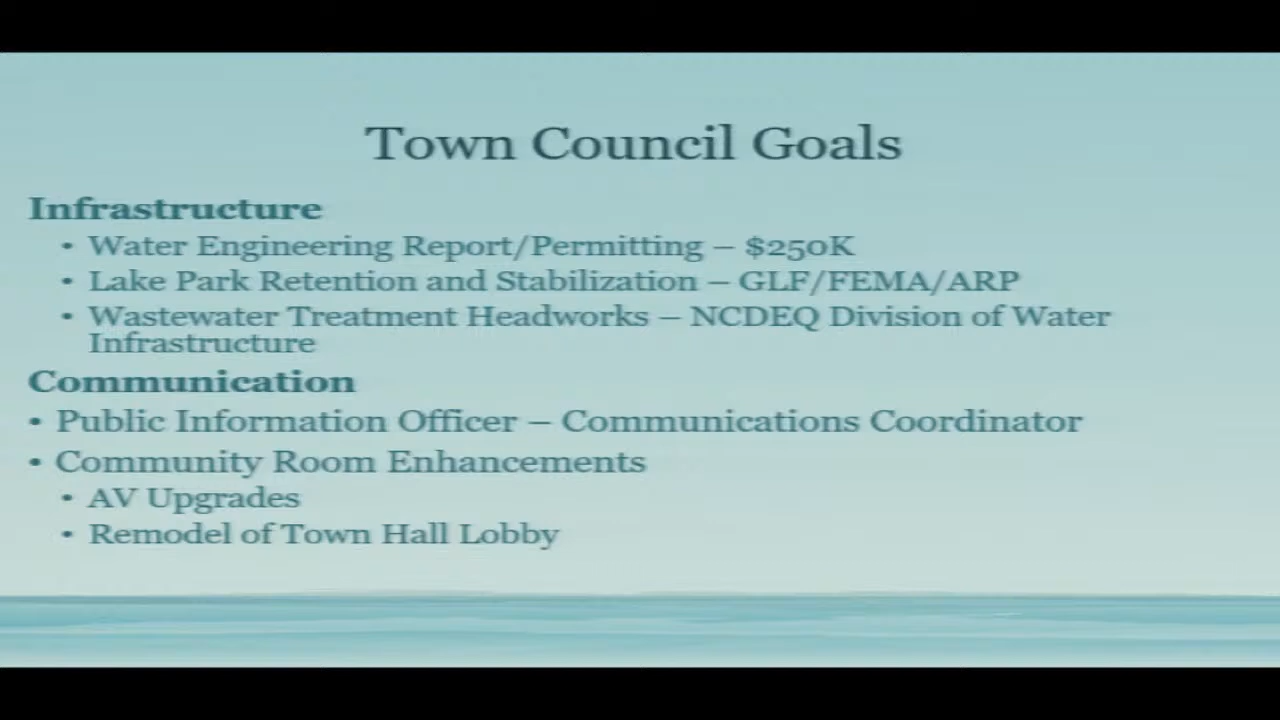 Town Council Goals
Infrastructure
• Water Engineering Report/Permitting – $250K
• Lake Park Retention and Stabilization – GLF/FEMA/ARP
• Wastewater Treatment Headworks – NCDEQ Division of Water
Infrastructure
Communication
• Public Information Officer – Communications Coordinator
• Community Room Enhancements
• AV Upgrades
• Remodel of Town Hall Lobby